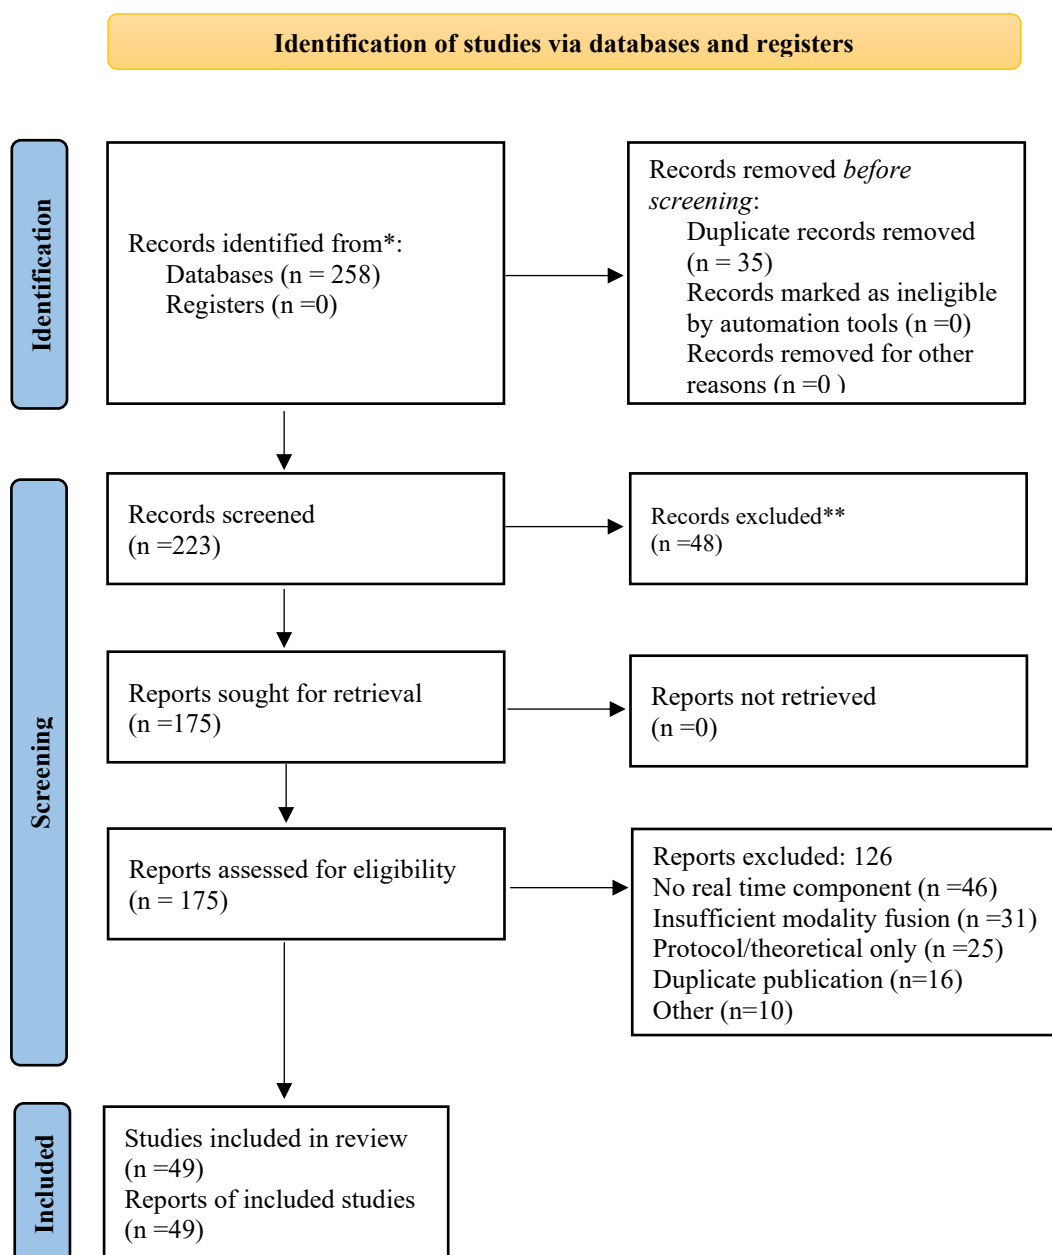 Identification of studies via databases and registers
Identification
Records identified from*:
Databases (n = 258)
Registers (n =0)
Records removed before
screening:
Duplicate records removed
(n = 35)
Records marked as ineligible
by automation tools (n =0)
Records removed for other
reasons (n =0 )
Screening
Records screened
(n =223)
Records excluded**
(n =48)
Reports sought for retrieval
(n =175)
Reports not retrieved
(n =0)
Reports assessed for eligibility
(n = 175)
Reports excluded: 126
No real time component (n =46)
Insufficient modality fusion (n =31)
Protocol/theoretical only (n =25)
Duplicate publication (n=16)
Other (n=10)
Included
Studies included in review
(n =49)
Reports of included studies
(n =49)